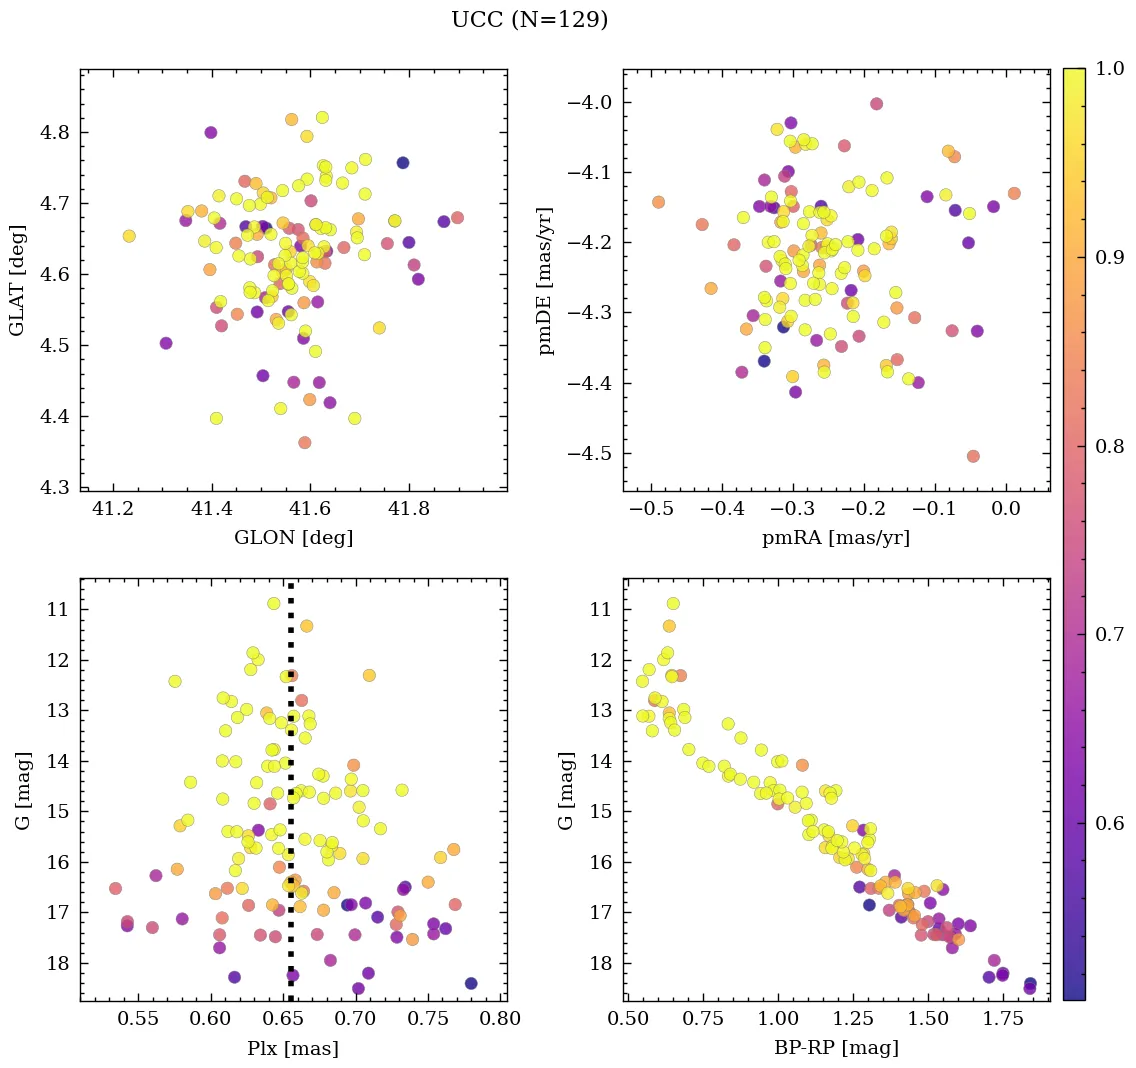 UCC (N=129)
4.8
4.7
4.6
4.5
4.4
4.3
GLAT [deg]
41.2 41.4 41.6 41.8
GLON [deg]
−4.0
−4.1
−4.2
−4.3
−4.4
−4.5
pmDE [mas/yr]
−0.5 −0.4 −0.3 −0.2 −0.1 0.0
pmRA [mas/yr]
1.0
0.9
0.8
0.7
0.6
11
12
13
14
15
16
17
18
G [mag]
0.55 0.60 0.65 0.70 0.75 0.80
Plx [mas]
11
12
13
14
15
16
17
18
G [mag]
0.50 0.75 1.00 1.25 1.50 1.75
BP-RP [mag]